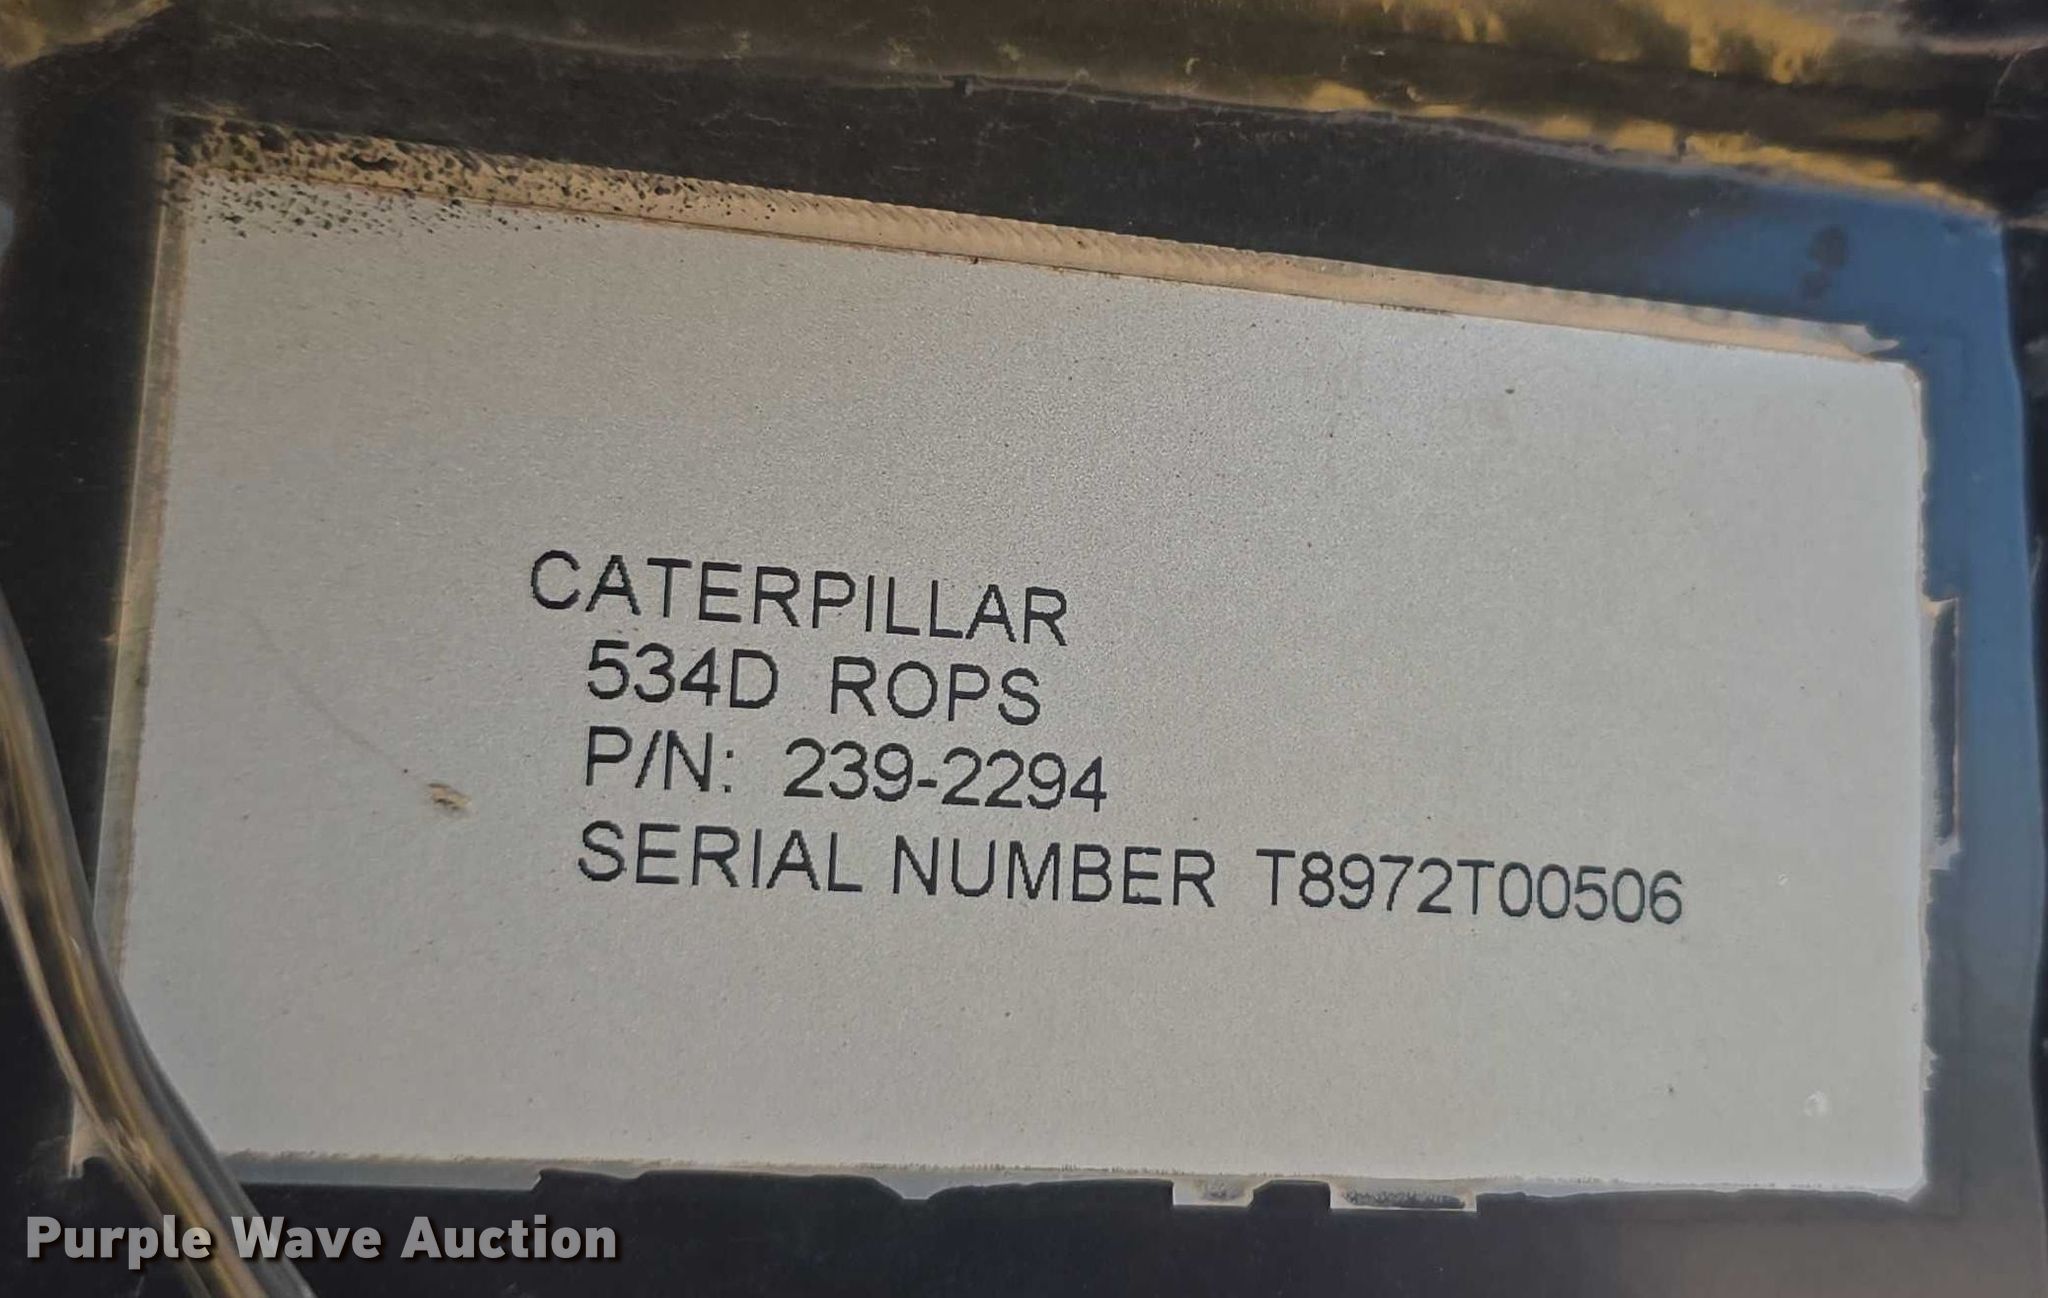 CATERPILLAR
534D ROPS
P/N: 239-2294
SERIAL NUMBER T8972T00506
Purple Wave Auction